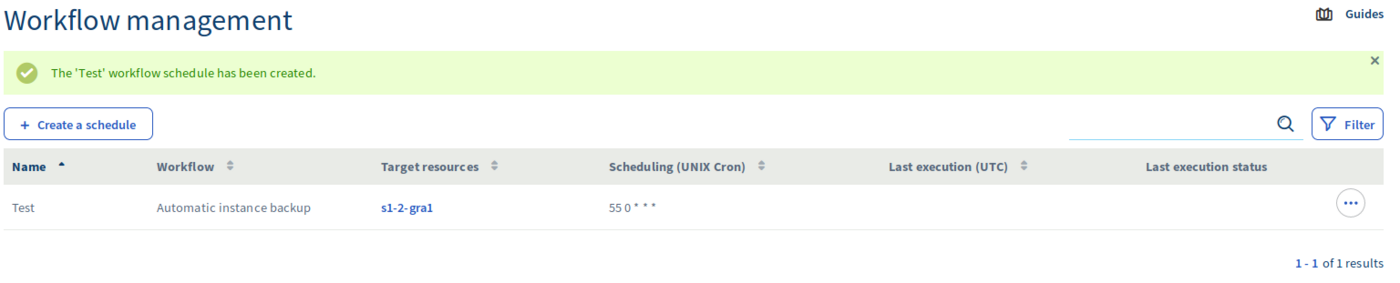 Workflow management
Guides
The 'Test' workflow schedule has been created.
+ Create a schedule
Filter
Name Workflow Target resources Scheduling (UNIX Cron) Last execution (UTC) Last execution status
Test Automatic instance backup s1-2-gra1 55 0 * * *
1 - 1 of 1 results